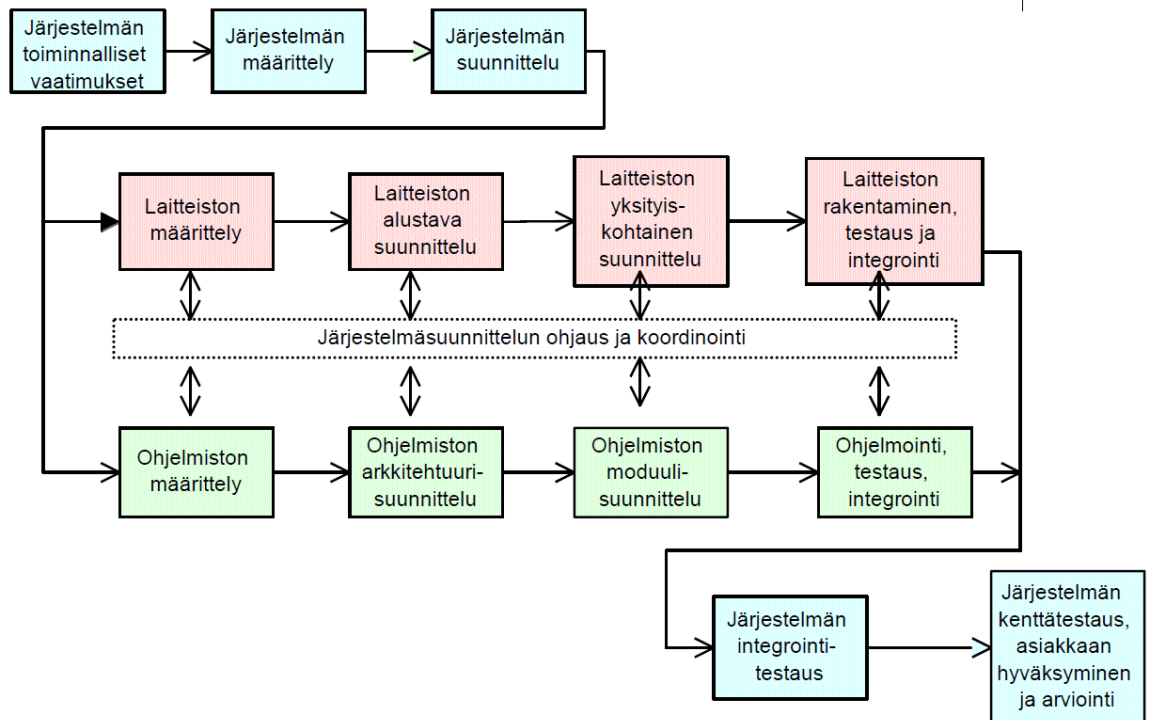 Järjestelmän
toiminnalliset
vaatimukset
Järjestelmän
määrittely
Järjestelmän
suunnittelu
Laitteiston
määrittely
Laitteiston
alustava
suunnittelu
Laitteiston
yksityis-
kohtainen
suunnittelu
Laitteiston
rakentaminen,
testaus ja
integrointi
Järjestelmäsuunnittelun ohjaus ja koordinointi
Ohjelmiston
määrittely
Ohjelmiston
arkkitehtuuri-
suunnittelu
Ohjelmiston
moduuli-
suunnittelu
Ohjelmointi,
testaus,
integrointi
Järjestelmän
integrointi-
testaus
Järjestelmän
kenttätestaus,
asiakkaan
hyväksyminen
ja arviointi